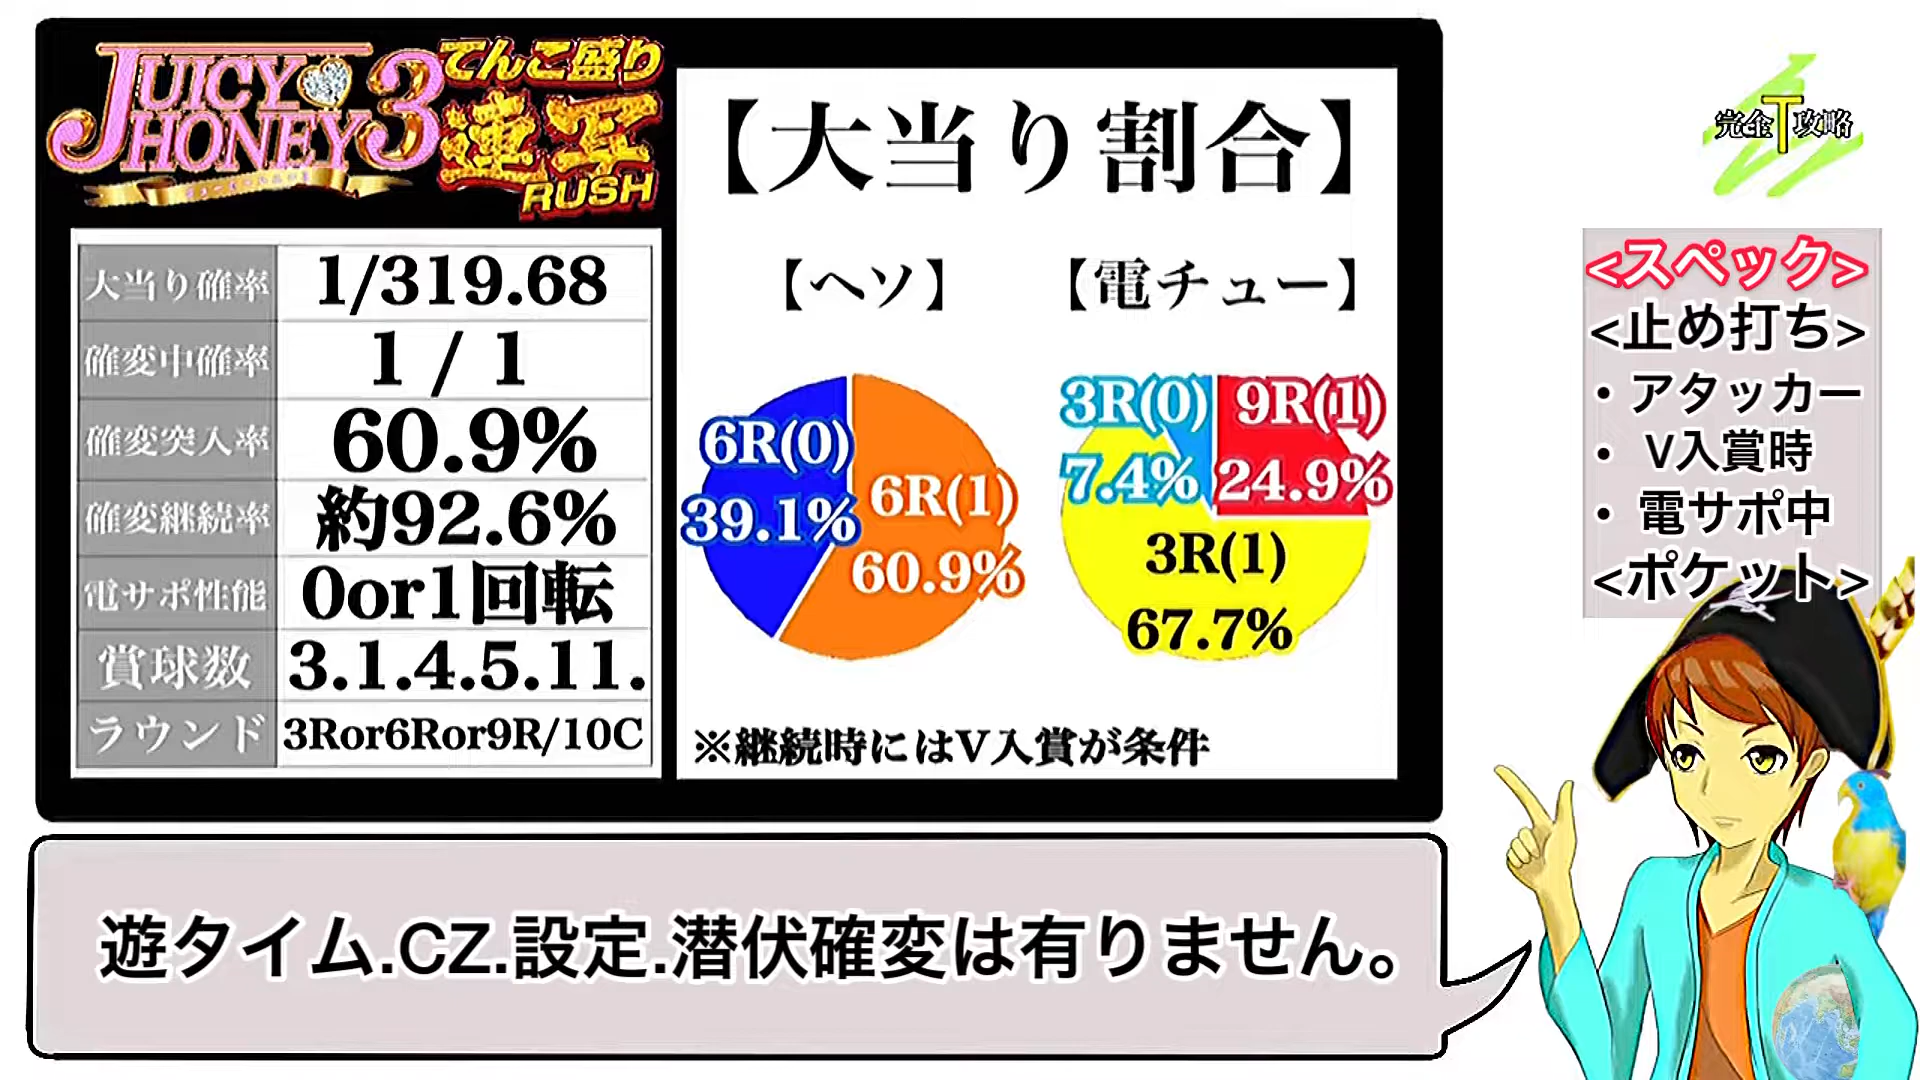 JUICY HONEY 3
てんこ盛り
連写
RUSH
大当り確率 1/319.68
確変中確率 1 / 1
確変突入率 60.9%
確変継続率 約92.6%
電サポ性能 0or1回転
賞球数 3.1.4.5.11.
ラウンド 3Ror6Ror9R/10C
【大当り割合】
【ヘソ】
6R(0)
39.1%
6R(1)
60.9%
【電チュー】
3R(0)
7.4%
9R(1)
24.9%
3R(1)
67.7%
※継続時にはV入賞が条件
完全T攻略
<スペック>
<止め打ち>
・アタッカー
・V入賞時
・電サポ中
<ポケット>
遊タイム.CZ.設定.潜伏確変は有りません。